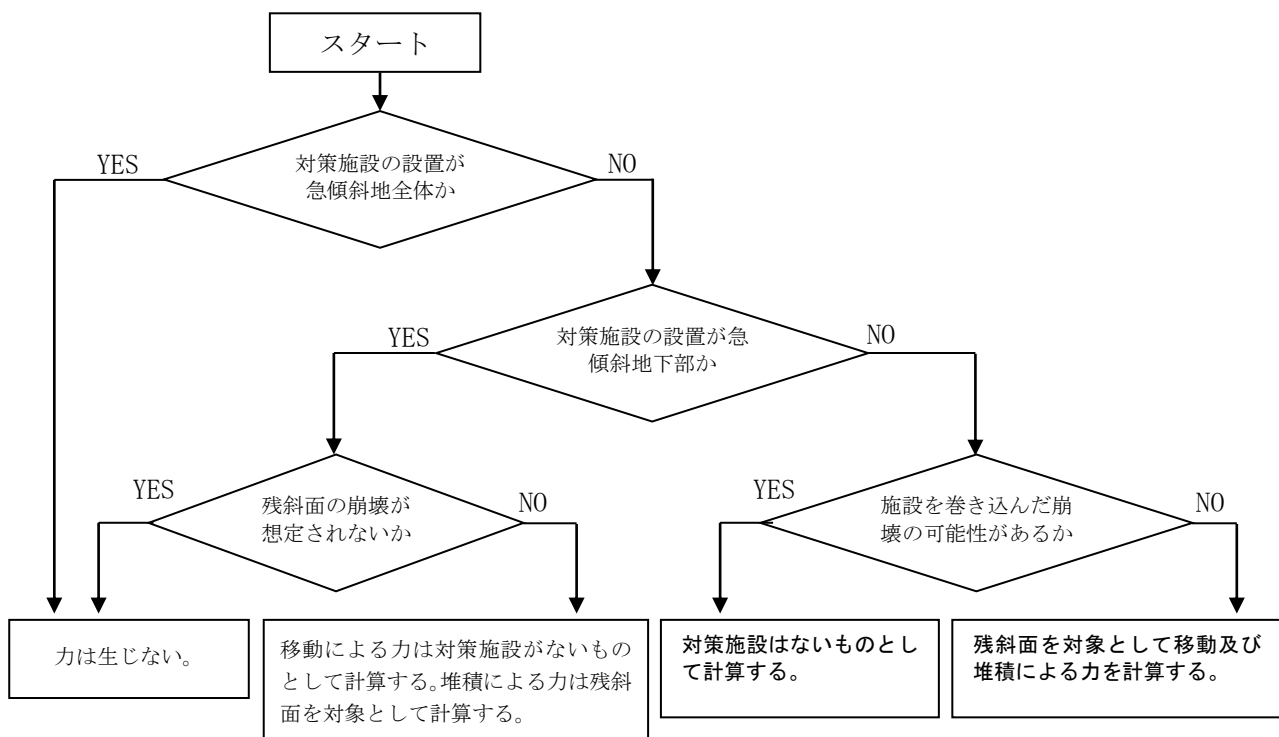 スタート
YES
対策施設の設置が
急傾斜地全体か
NO
YES
対策施設の設置が急
傾斜地下部か
NO
YES
残斜面の崩壊が
想定されないか
NO
YES
施設を巻き込んだ崩
壊の可能性があるか
NO
力は生じない。
移動による力は対策施設がないもの
として計算する。堆積による力は残斜
面を対象として計算する。
対策施設はないものとし
て計算する。
残斜面を対象として移動及び
堆積による力を計算する。